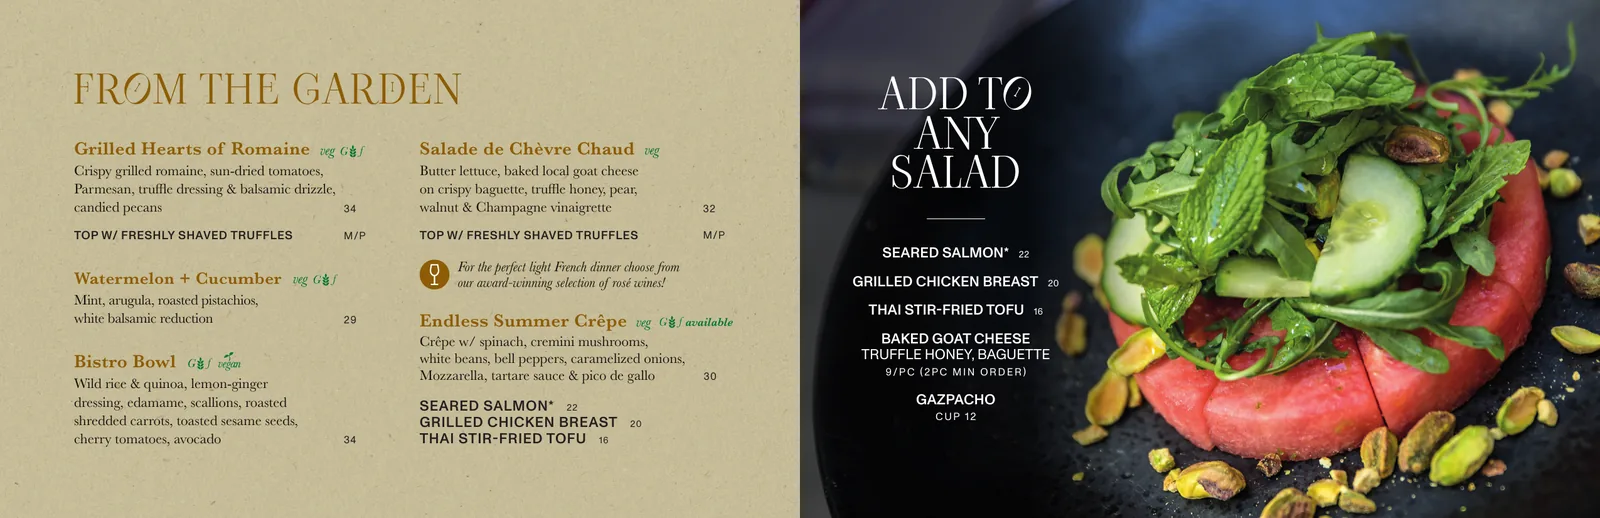 FROM THE GARDEN
Grilled Hearts of Romaine veg Gf
Crispy grilled romaine, sun-dried tomatoes,
Parmesan, truffle dressing & balsamic drizzle,
candied pecans 34
TOP W/ FRESHLY SHAVED TRUFFLES M/P
Watermelon + Cucumber veg Gf
Mint, arugula, roasted pistachios,
white balsamic reduction 29
Bistro Bowl Gf vegan
Wild rice & quinoa, lemon-ginger
dressing, edamame, scallions, roasted
shredded carrots, toasted sesame seeds,
cherry tomatoes, avocado 34
Salade de Chèvre Chaud veg
Butter lettuce, baked local goat cheese
on crispy baguette, truffle honey, pear,
walnut & Champagne vinaigrette 32
TOP W/ FRESHLY SHAVED TRUFFLES M/P
For the perfect light French dinner choose from
our award-winning selection of rosé wines!
Endless Summer Crêpe veg Gf available
Crêpe w/ spinach, cremini mushrooms,
white beans, bell peppers, caramelized onions,
Mozzarella, tartare sauce & pico de gallo 30
SEARED SALMON* 22
GRILLED CHICKEN BREAST 20
THAI STIR-FRIED TOFU 16
ADD TO
ANY
SALAD
SEARED SALMON* 22
GRILLED CHICKEN BREAST 20
THAI STIR-FRIED TOFU 16
BAKED GOAT CHEESE
TRUFFLE HONEY, BAGUETTE
9/PC (2PC MIN ORDER)
GAZPACHO
CUP 12